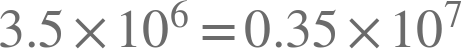 3.5 × 10⁶ = 0.35 × 10⁷